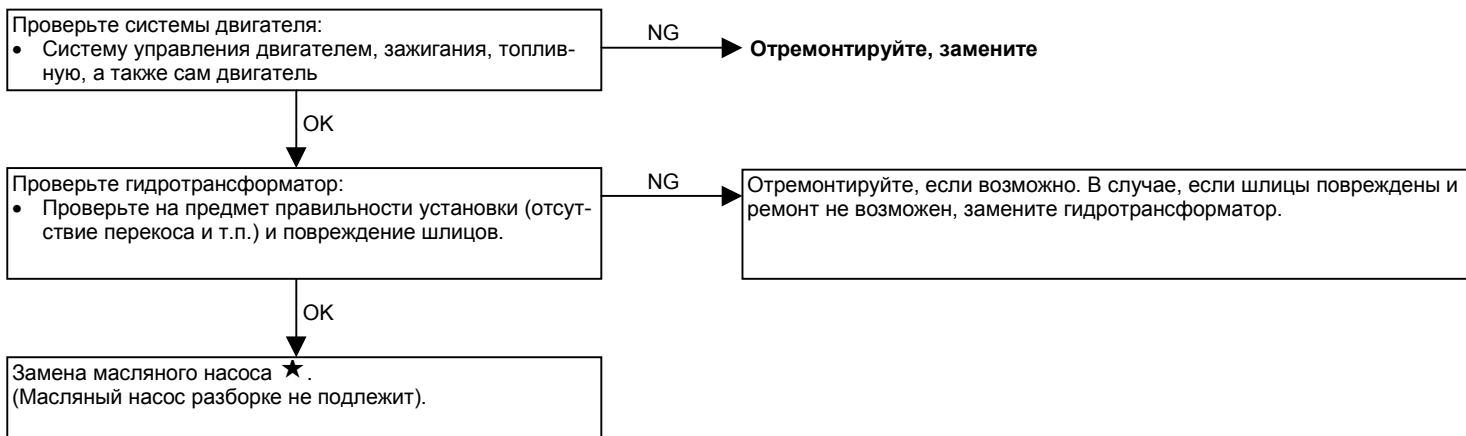 Проверьте системы двигателя:
• Систему управления двигателем, зажигания, топлив-
ную, а также сам двигатель
NG
Отремонтируйте, замените
OK
Проверьте гидротрансформатор:
• Проверьте на предмет правильности установки (отсут-
ствие перекоса и т.п.) и повреждение шлицов.
NG
Отремонтируйте, если возможно. В случае, если шлицы повреждены и
ремонт не возможен, замените гидротрансформатор.
OK
Замена масляного насоса ★ .
(Масляный насос разборке не подлежит).